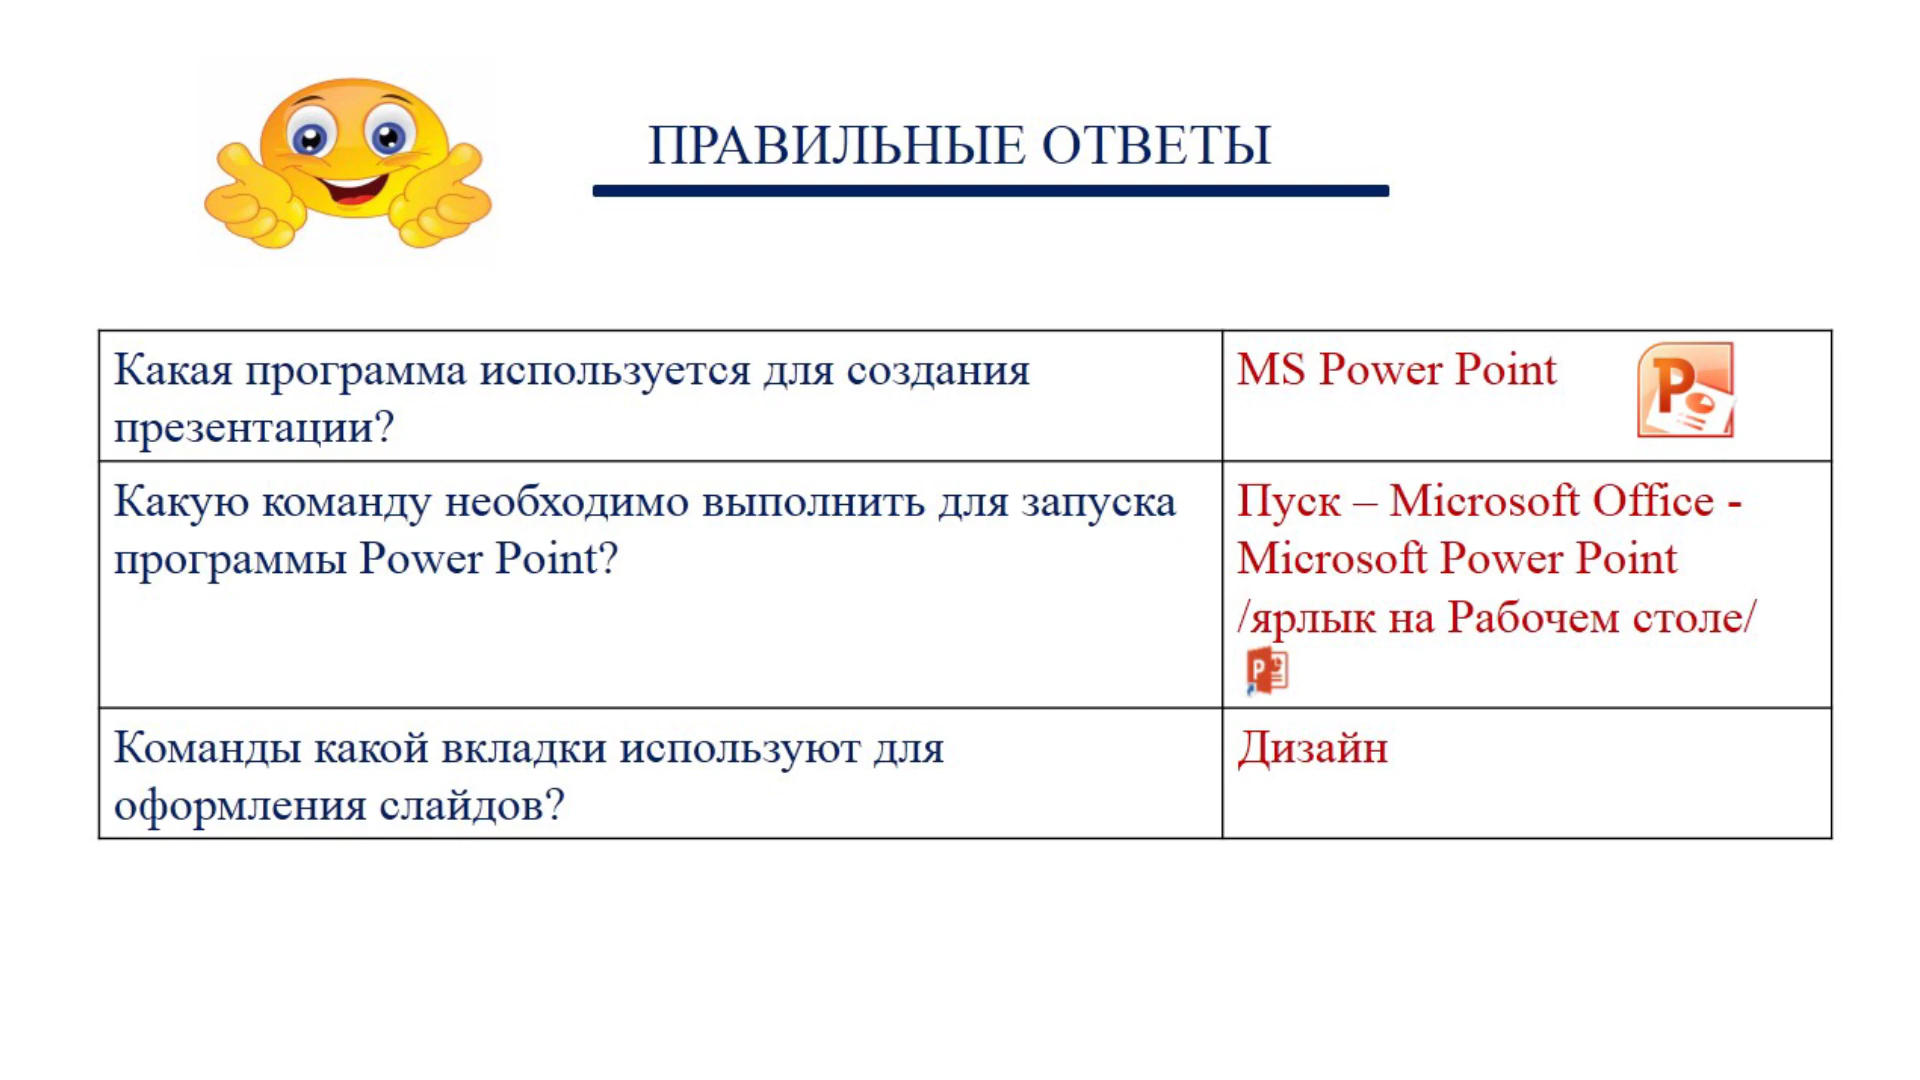 ПРАВИЛЬНЫЕ ОТВЕТЫ
Какая программа используется для создания
презентации?
MS Power Point
Какую команду необходимо выполнить для запуска
программы Power Point?
Пуск – Microsoft Office -
Microsoft Power Point
/ярлык на Рабочем столе/
Команды какой вкладки используют для
оформления слайдов?
Дизайн